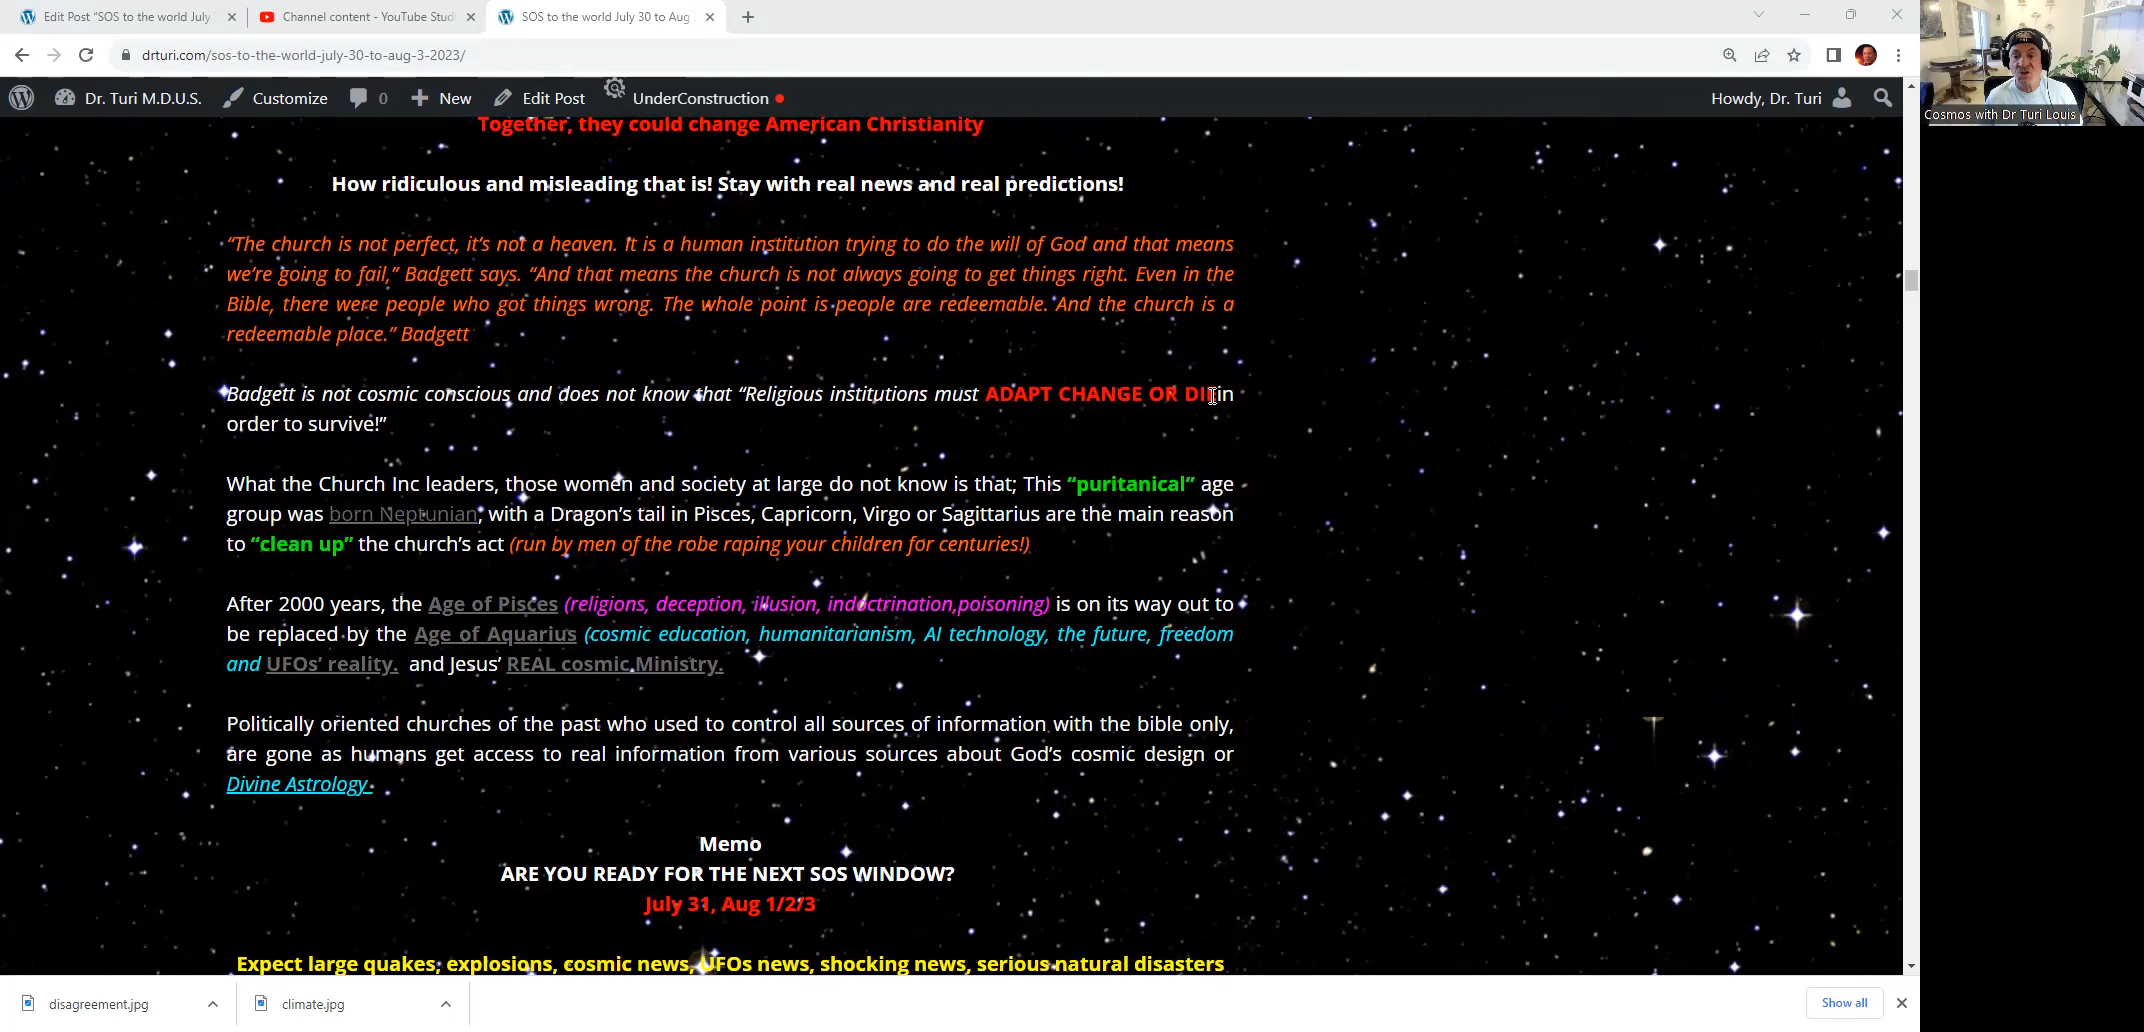 Edit Post “SOS to the world July
Channel content - YouTube Studi
SOS to the world July 30 to Aug
drturi.com/sos-to-the-world-july-30-to-aug-3-2023/
Dr. Turi M.D.U.S.
Customize
0
New
Edit Post
UnderConstruction
Howdy, Dr. Turi
Cosmos with Dr Turi Louis
Together, they could change American Christianity
How ridiculous and misleading that is! Stay with real news and real predictions!
“The church is not perfect, it’s not a heaven. It is a human institution trying to do the will of God and that means
we’re going to fail,” Badgett says. “And that means the church is not always going to get things right. Even in the
Bible, there were people who got things wrong. The whole point is people are redeemable. And the church is a
redeemable place.” Badgett
Badgett is not cosmic conscious and does not know that “Religious institutions must ADAPT CHANGE OR DIE in
order to survive!”
What the Church Inc leaders, those women and society at large do not know is that; This “puritanical” age
group was born Neptunian, with a Dragon’s tail in Pisces, Capricorn, Virgo or Sagittarius are the main reason
to “clean up” the church’s act (run by men of the robe raping your children for centuries!)
After 2000 years, the Age of Pisces (religions, deception, illusion, indoctrination,poisoning) is on its way out to
be replaced by the Age of Aquarius (cosmic education, humanitarianism, AI technology, the future, freedom
and UFOs’ reality. and Jesus’ REAL cosmic Ministry.
Politically oriented churches of the past who used to control all sources of information with the bible only,
are gone as humans get access to real information from various sources about God’s cosmic design or
Divine Astrology
Memo
ARE YOU READY FOR THE NEXT SOS WINDOW?
July 31, Aug 1/2/3
Expect large quakes, explosions, cosmic news, UFOs news, shocking news, serious natural disasters
disagreement.jpg
climate.jpg
Show all